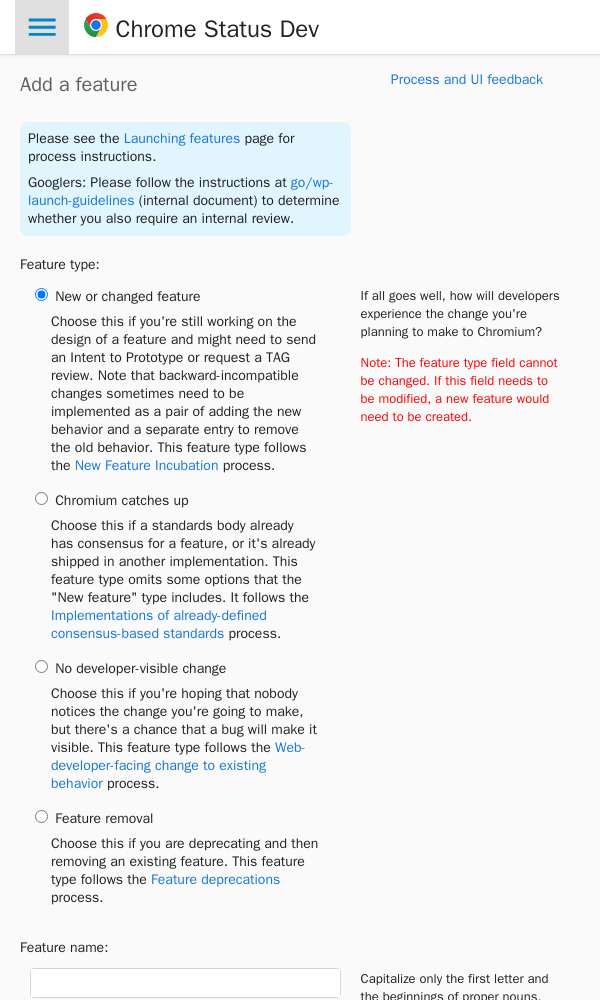 Chrome Status Dev
Add a feature
Process and UI feedback
Please see the Launching features page for
process instructions.
Googlers: Please follow the instructions at go/wp-
launch-guidelines (internal document) to determine
whether you also require an internal review.
Feature type:
New or changed feature
Choose this if you're still working on the
design of a feature and might need to send
an Intent to Prototype or request a TAG
review. Note that backward-incompatible
changes sometimes need to be
implemented as a pair of adding the new
behavior and a separate entry to remove
the old behavior. This feature type follows
the New Feature Incubation process.
If all goes well, how will developers
experience the change you're
planning to make to Chromium?
Note: The feature type field cannot
be changed. If this field needs to
be modified, a new feature would
need to be created.
Chromium catches up
Choose this if a standards body already
has consensus for a feature, or it's already
shipped in another implementation. This
feature type omits some options that the
"New feature" type includes. It follows the
Implementations of already-defined
consensus-based standards process.
No developer-visible change
Choose this if you're hoping that nobody
notices the change you're going to make,
but there's a chance that a bug will make it
visible. This feature type follows the Web-
developer-facing change to existing
behavior process.
Feature removal
Choose this if you are deprecating and then
removing an existing feature. This feature
type follows the Feature deprecations
process.
Feature name:
Capitalize only the first letter and
the beginnings of proper nouns.